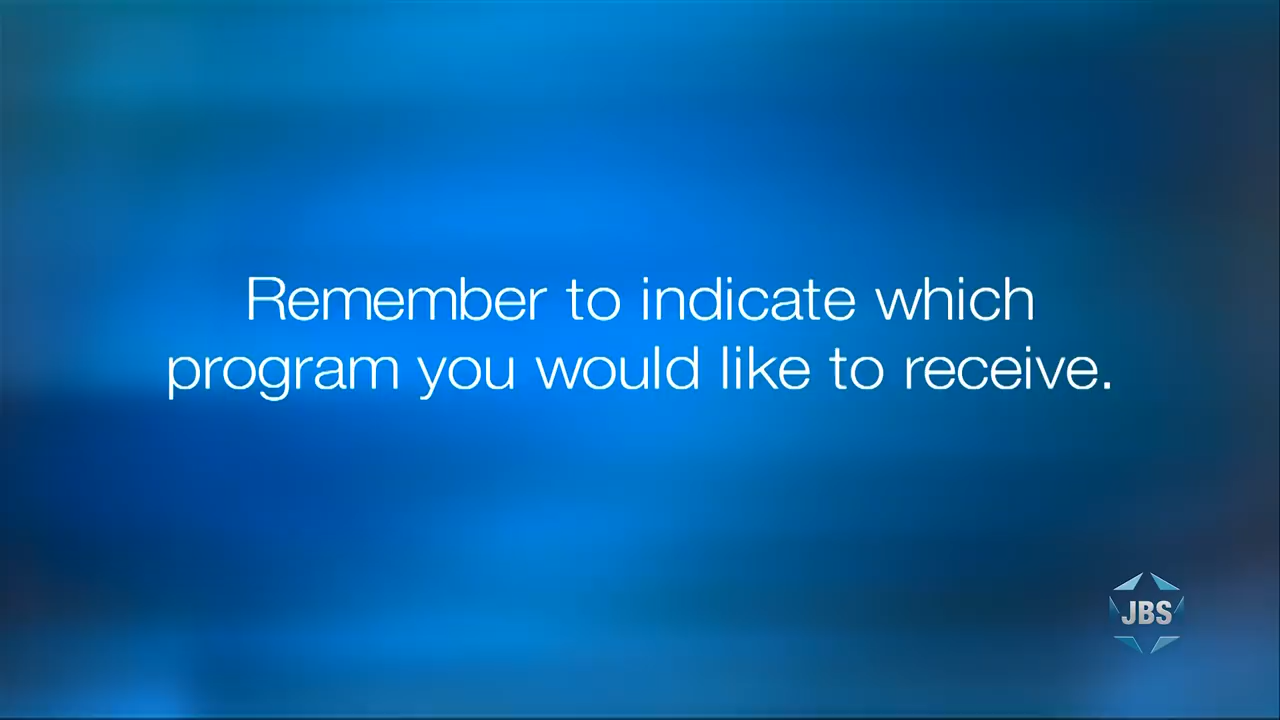 Remember to indicate which
program you would like to receive.
JBS